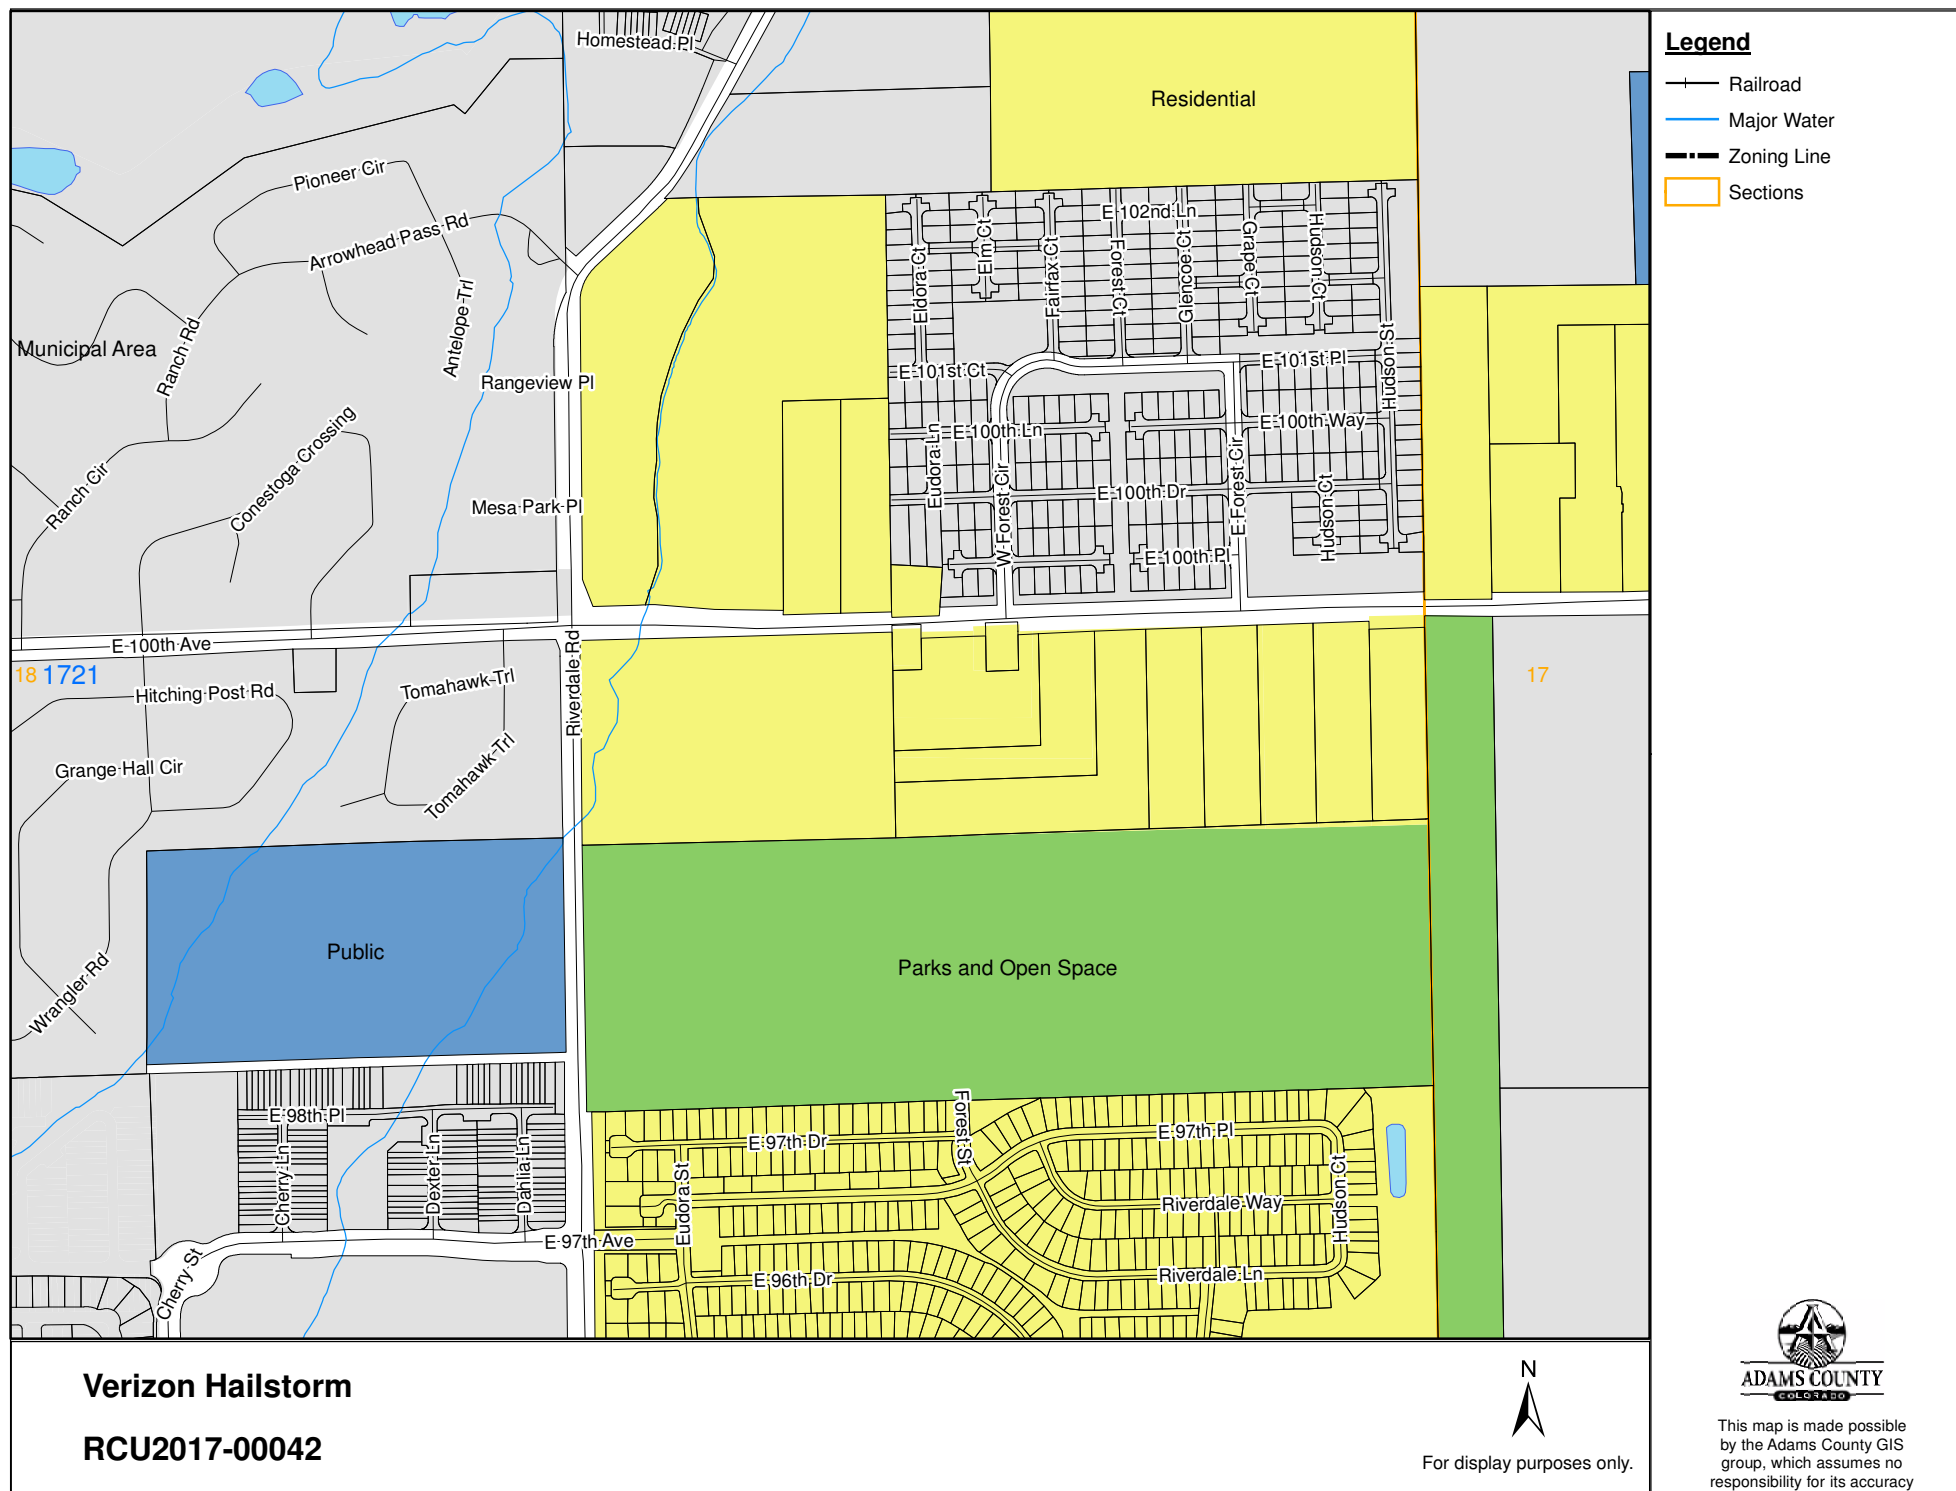 Homestead Pl
Residential
Pioneer Cir
Arrowhead Pass Rd
Antelope Trl
Ranch Rd
Municipal Area
Rangeview Pl
Conestoga Crossing
Ranch Cir
Mesa Park Pl
E 102nd Ln
Eldora Ct
Elm Ct
Fairfax Ct
Forest Ct
Glencoe Ct
Grape Ct
Hudson Ct
Hudson St
E 101st Ct
E 101st Pl
E 100th Ln
E 100th Way
Eudora Ln
W Forest Cir
E Forest Cir
E 100th Dr
Hudson Ct
E 100th Pl
E 100th Ave
18 1721
Hitching Post Rd
Tomahawk Trl
Riverdale Rd
17
Grange Hall Cir
Tomahawk Trl
Public
Parks and Open Space
Wrangler Rd
E 98th Pl
Cherry Ln
Dexter Ln
Dahlia Ln
E 97th Dr
Forest St
E 97th Pl
Eudora St
Riverdale Way
Hudson Ct
E 97th Ave
Cherry St
E 96th Dr
Riverdale Ln
Legend
Railroad
Major Water
Zoning Line
Sections
Verizon Hailstorm
RCU2017-00042
N
For display purposes only.
ADAMS COUNTY
COLORADO
This map is made possible
by the Adams County GIS
group, which assumes no
responsibility for its accuracy